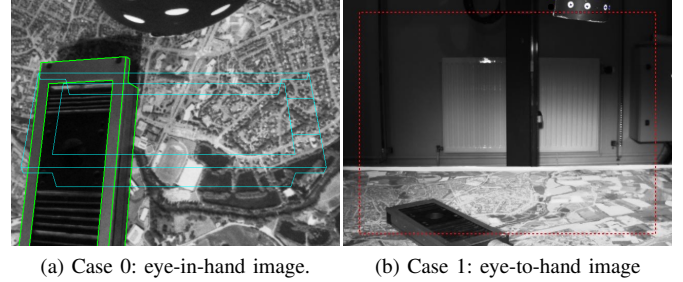 (a) Case 0: eye-in-hand image.
(b) Case 1: eye-to-hand image